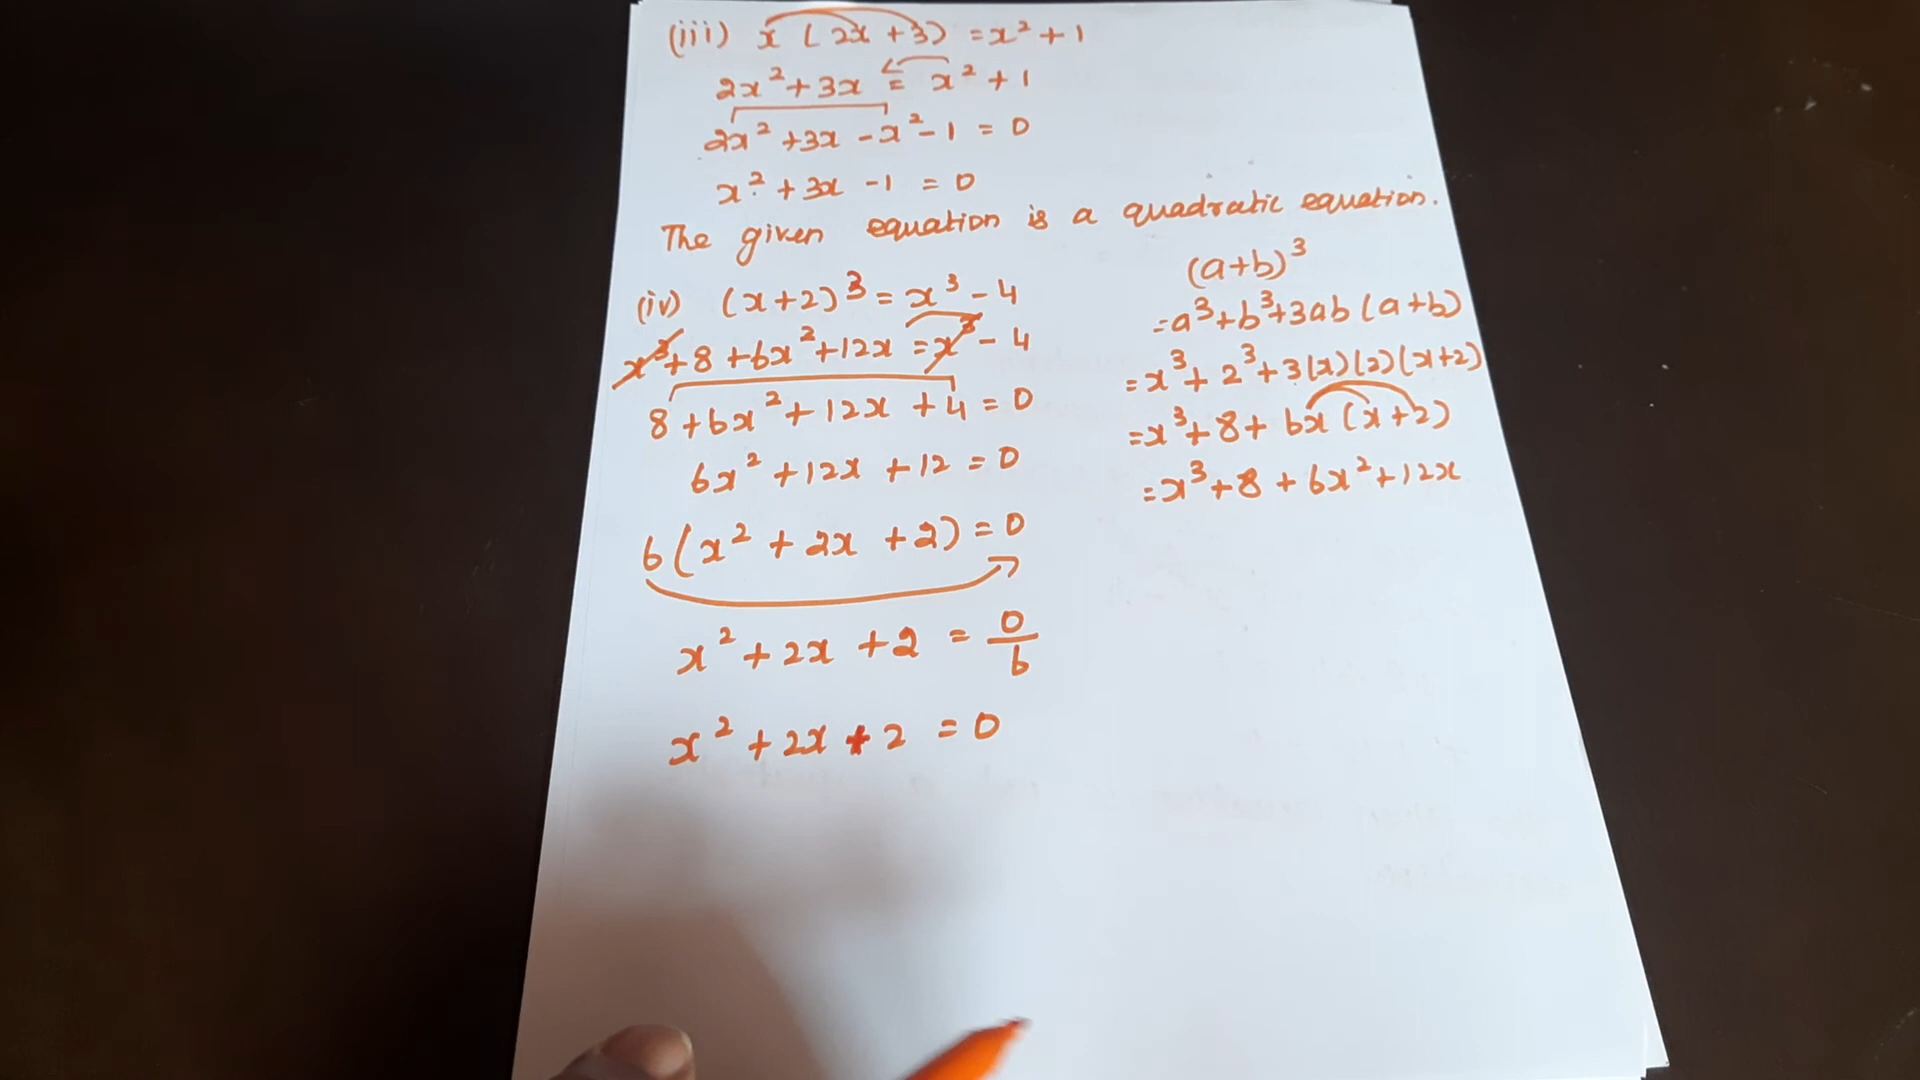 (iii) x (2x + 3) = x² + 1
2x² + 3x = x² + 1
2x² + 3x - x² - 1 = 0
x² + 3x - 1 = 0
The given equation is a quadratic equation.
(iv) (x+2)³ = x³ - 4
x³ + 8 + 6x² + 12x = x³ - 4
8 + 6x² + 12x + 4 = 0
6x² + 12x + 12 = 0
6(x² + 2x + 2) = 0
x² + 2x + 2 = 0/6
x² + 2x + 2 = 0
(a+b)³
= a³ + b³ + 3ab (a+b)
= x³ + 2³ + 3(x)(2)(x+2)
= x³ + 8 + 6x (x+2)
= x³ + 8 + 6x² + 12x